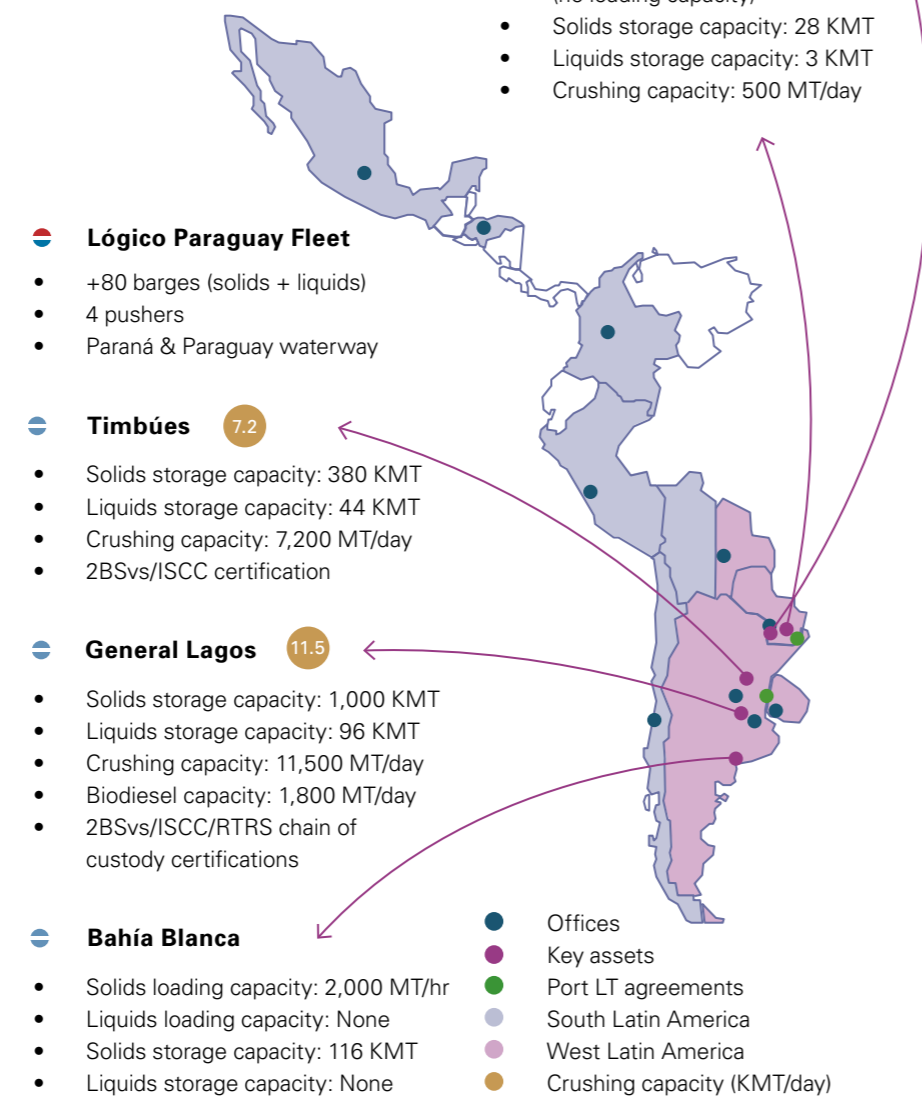 (no loading capacity)
• Solids storage capacity: 28 KMT
• Liquids storage capacity: 3 KMT
• Crushing capacity: 500 MT/day
Lógico Paraguay Fleet
• +80 barges (solids + liquids)
• 4 pushers
• Paraná & Paraguay waterway
Timbúes 7.2
• Solids storage capacity: 380 KMT
• Liquids storage capacity: 44 KMT
• Crushing capacity: 7,200 MT/day
• 2BSvs/ISCC certification
General Lagos 11.5
• Solids storage capacity: 1,000 KMT
• Liquids storage capacity: 96 KMT
• Crushing capacity: 11,500 MT/day
• Biodiesel capacity: 1,800 MT/day
• 2BSvs/ISCC/RTRS chain of
custody certifications
Bahía Blanca
• Solids loading capacity: 2,000 MT/hr
• Liquids loading capacity: None
• Solids storage capacity: 116 KMT
• Liquids storage capacity: None
Offices
Key assets
Port LT agreements
South Latin America
West Latin America
Crushing capacity (KMT/day)